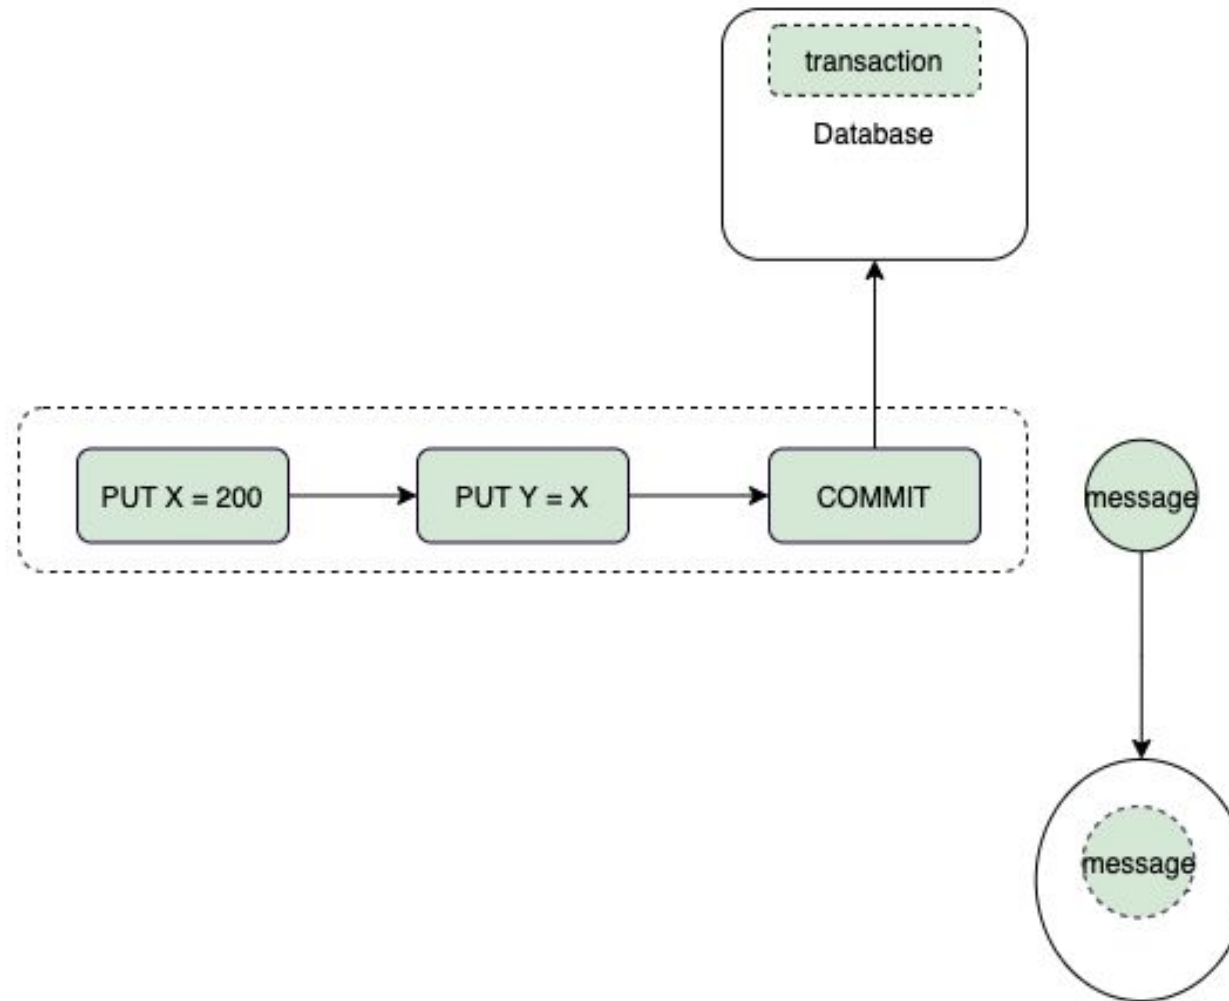 transaction
Database
PUT X = 200
PUT Y = X
COMMIT
message
message